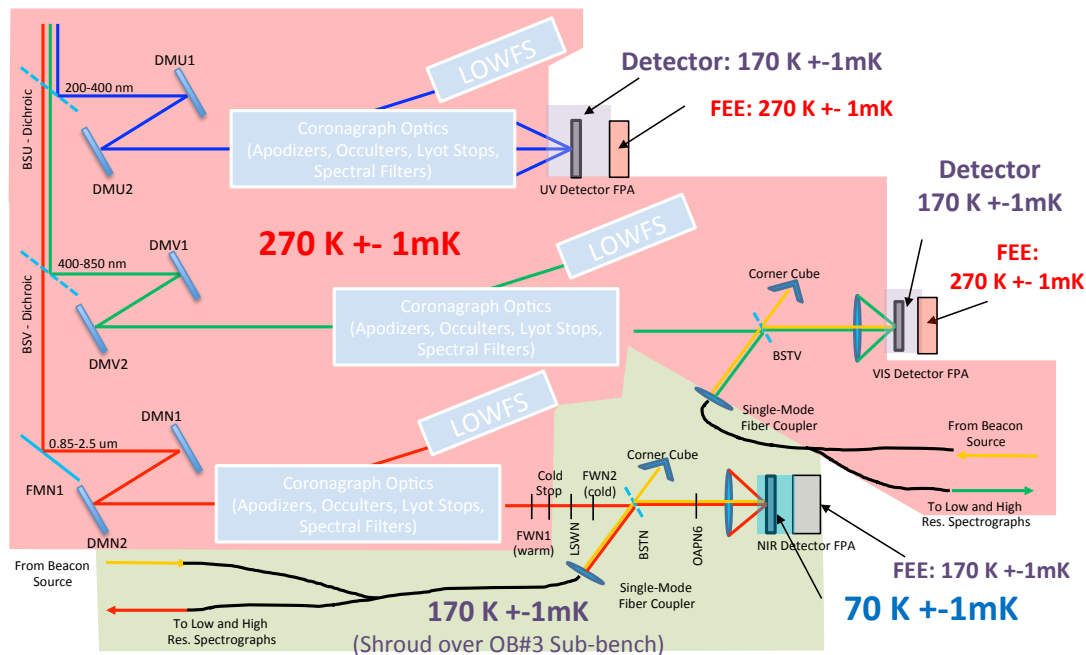 DMU1
LOWFS
Detector: 170 K +-1mK
FEE: 270 K +- 1mK
200-400 nm
BSU - Dichroic
Coronagraph Optics
(Apodizers, Occulters, Lyot Stops,
Spectral Filters)
DMU2
UV Detector FPA
Detector
170 K +-1mK
270 K +- 1mK
LOWFS
FEE:
270 K +- 1mK
DMV1
400-850 nm
Corner Cube
BSV - Dichroic
Coronagraph Optics
(Apodizers, Occulters, Lyot Stops,
Spectral Filters)
BSTV
DMV2
VIS Detector FPA
LOWFS
DMN1
Single-Mode
Fiber Coupler
0.85-2.5 um
From Beacon
Source
Corner Cube
FMN1
Coronagraph Optics
(Apodizers, Occulters, Lyot Stops,
Spectral Filters)
Cold
Stop
FWN2
(cold)
To Low and High
Res. Spectrographs
DMN2
FWN1
(warm)
LSWN
BSTN
OAPN6
NIR Detector FPA
From Beacon
Source
FEE: 170 K +-1mK
Single-Mode
Fiber Coupler
70 K +-1mK
To Low and High
Res. Spectrographs
170 K +-1mK
(Shroud over OB#3 Sub-bench)